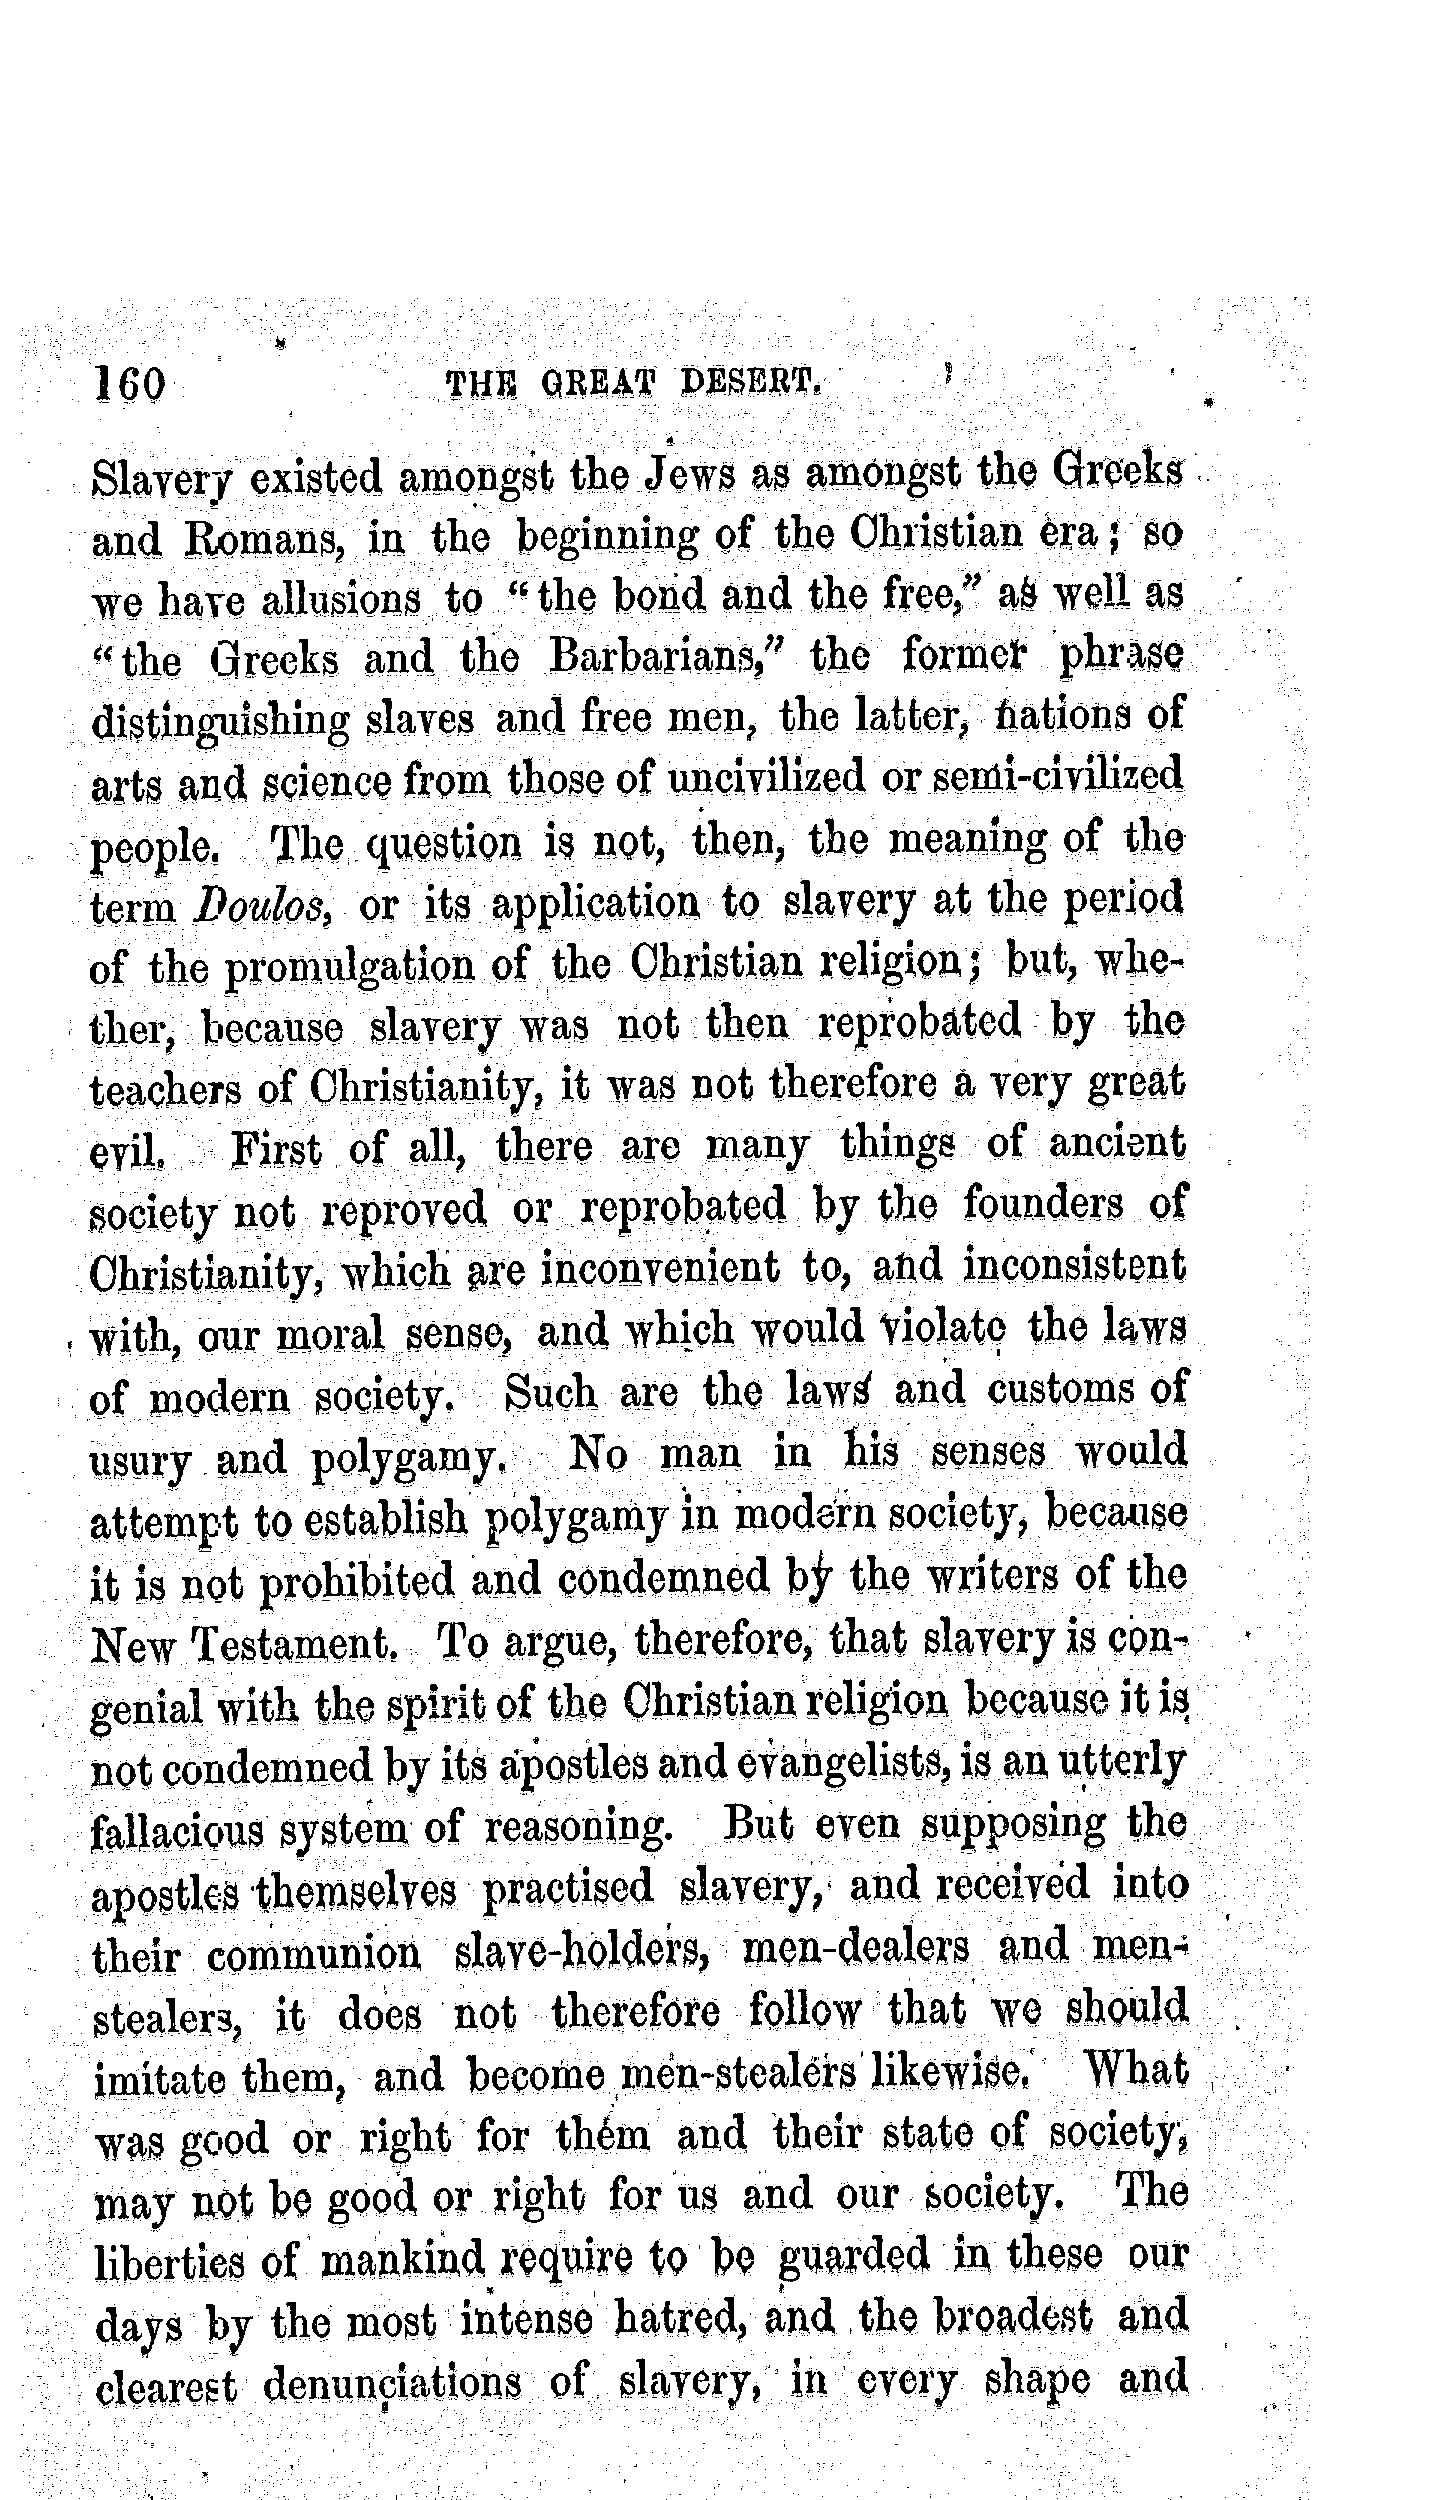 160 THE GREAT DESERT.
Slavery existed amongst the Jews as amongst the Greeks
and Romans, in the beginning of the Christian era; so
we have allusions to "the bond and the free," as well as
"the Greeks and the Barbarians," the former phrase
distinguishing slaves and free men, the latter, nations of
arts and science from those of uncivilized or semi-civilized
people. The question is not, then, the meaning of the
term Doulos, or its application to slavery at the period
of the promulgation of the Christian religion; but, whe-
ther, because slavery was not then reprobated by the
teachers of Christianity, it was not therefore a very great
evil. First of all, there are many things of ancient
society not reproved or reprobated by the founders of
Christianity, which are inconvenient to, and inconsistent
with, our moral sense, and which would violate the laws
of modern society. Such are the laws and customs of
usury and polygamy. No man in his senses would
attempt to establish polygamy in modern society, because
it is not prohibited and condemned by the writers of the
New Testament. To argue, therefore, that slavery is con-
genial with the spirit of the Christian religion because it is
not condemned by its apostles and evangelists, is an utterly
fallacious system of reasoning. But even supposing the
apostles themselves practised slavery, and received into
their communion slave-holders, men-dealers and men-
stealers, it does not therefore follow that we should
imitate them, and become men-stealers likewise. What
was good or right for them and their state of society,
may not be good or right for us and our society. The
liberties of mankind require to be guarded in these our
days by the most intense hatred, and the broadest and
clearest denunciations of slavery, in every shape and